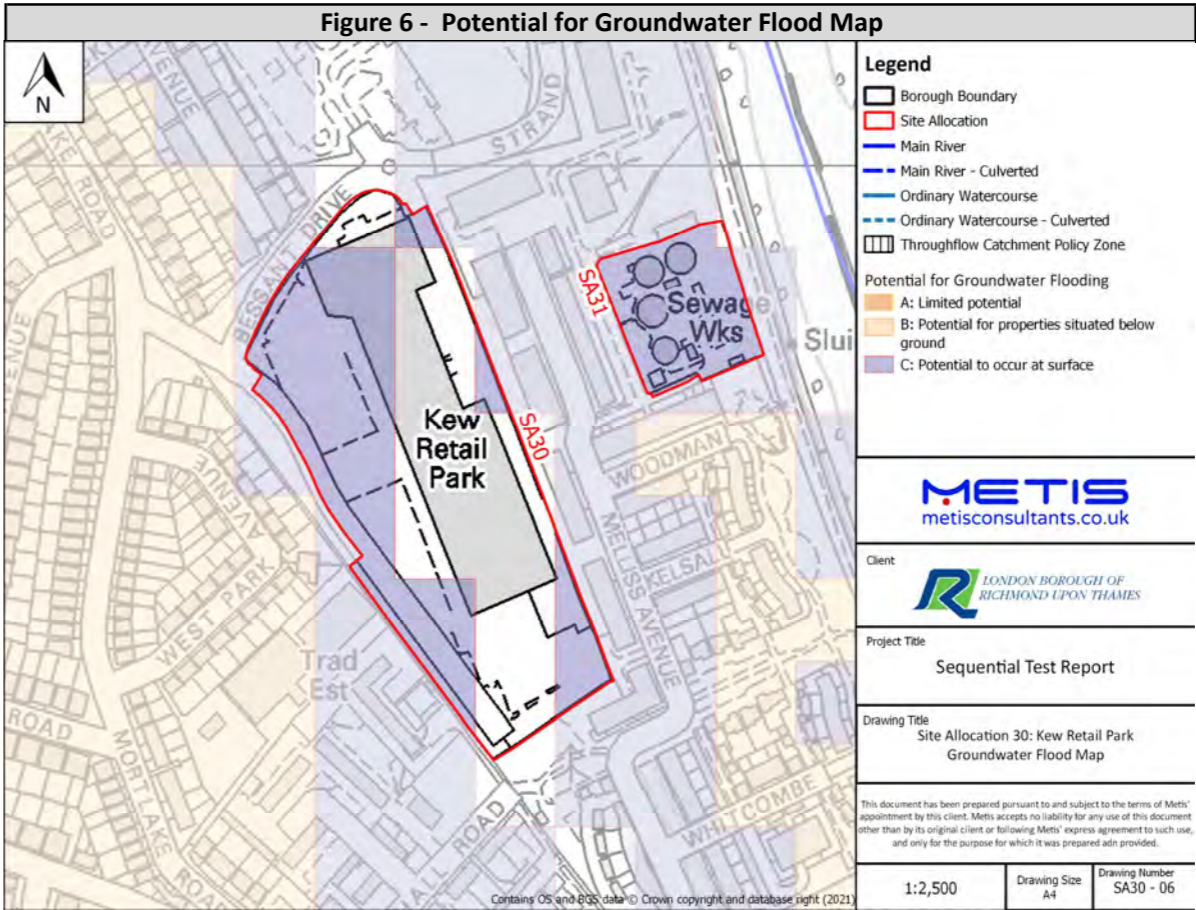 Figure 6 - Potential for Groundwater Flood Map
N
AVENUE
ROAD
STRAND
BESSANT DRIVE
SA31
Sewage
Wks
Slui
SA30
Kew
Retail
Park
AVENUE
WOODMAN
AVENUE
WEST PARK
MELISS AVENUE
KELSAL
Trad
Est
ROAD
MORTLAKE
ROAD
ROAD
WHITCOMBE
Contains OS and BGS data © Crown copyright and database right (2021)
Legend
Borough Boundary
Site Allocation
Main River
Main River - Culverted
Ordinary Watercourse
Ordinary Watercourse - Culverted
Throughflow Catchment Policy Zone
Potential for Groundwater Flooding
A: Limited potential
B: Potential for properties situated below
ground
C: Potential to occur at surface
METIS
metisconsultants.co.uk
Client
LONDON BOROUGH OF
RICHMOND UPON THAMES
Project Title
Sequential Test Report
Drawing Title
Site Allocation 30: Kew Retail Park
Groundwater Flood Map
This document has been prepared pursuant to and subject to the terms of Metis'
appointment by this client. Metis accepts no liability for any use of this document
other than by its original client or following Metis' express agreement to such use,
and only for the purpose for which it was prepared adn provided.
1:2,500
Drawing Size
A4
Drawing Number
SA30 - 06